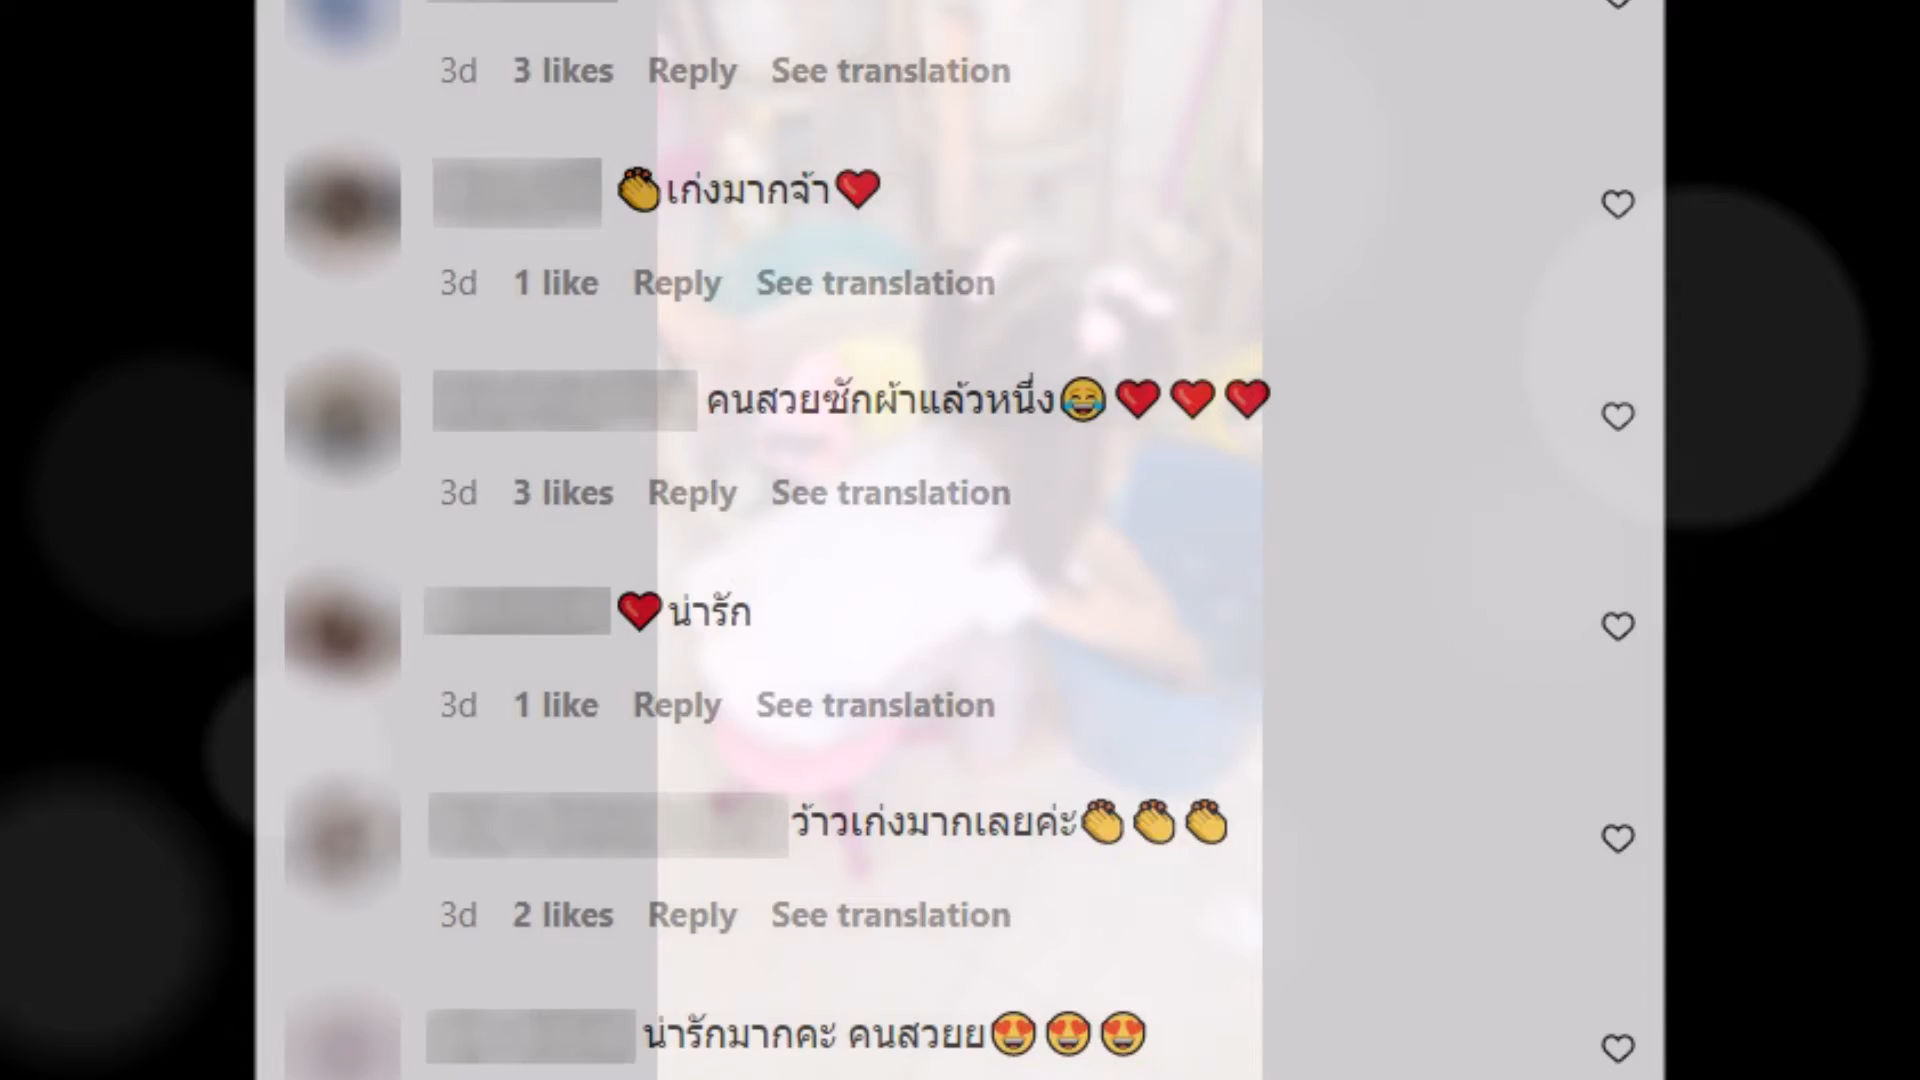 3d 3 likes Reply See translation
👏เก่งมากจ้า❤️
3d 1 like Reply See translation
คนสวยซักผ้าแล้วหนึ่ง😂❤️❤️❤️
3d 3 likes Reply See translation
❤️น่ารัก
3d 1 like Reply See translation
ว้าวเก่งมากเลยค่ะ👏👏👏
3d 2 likes Reply See translation
น่ารักมากคะ คนสวยย😍😍😍